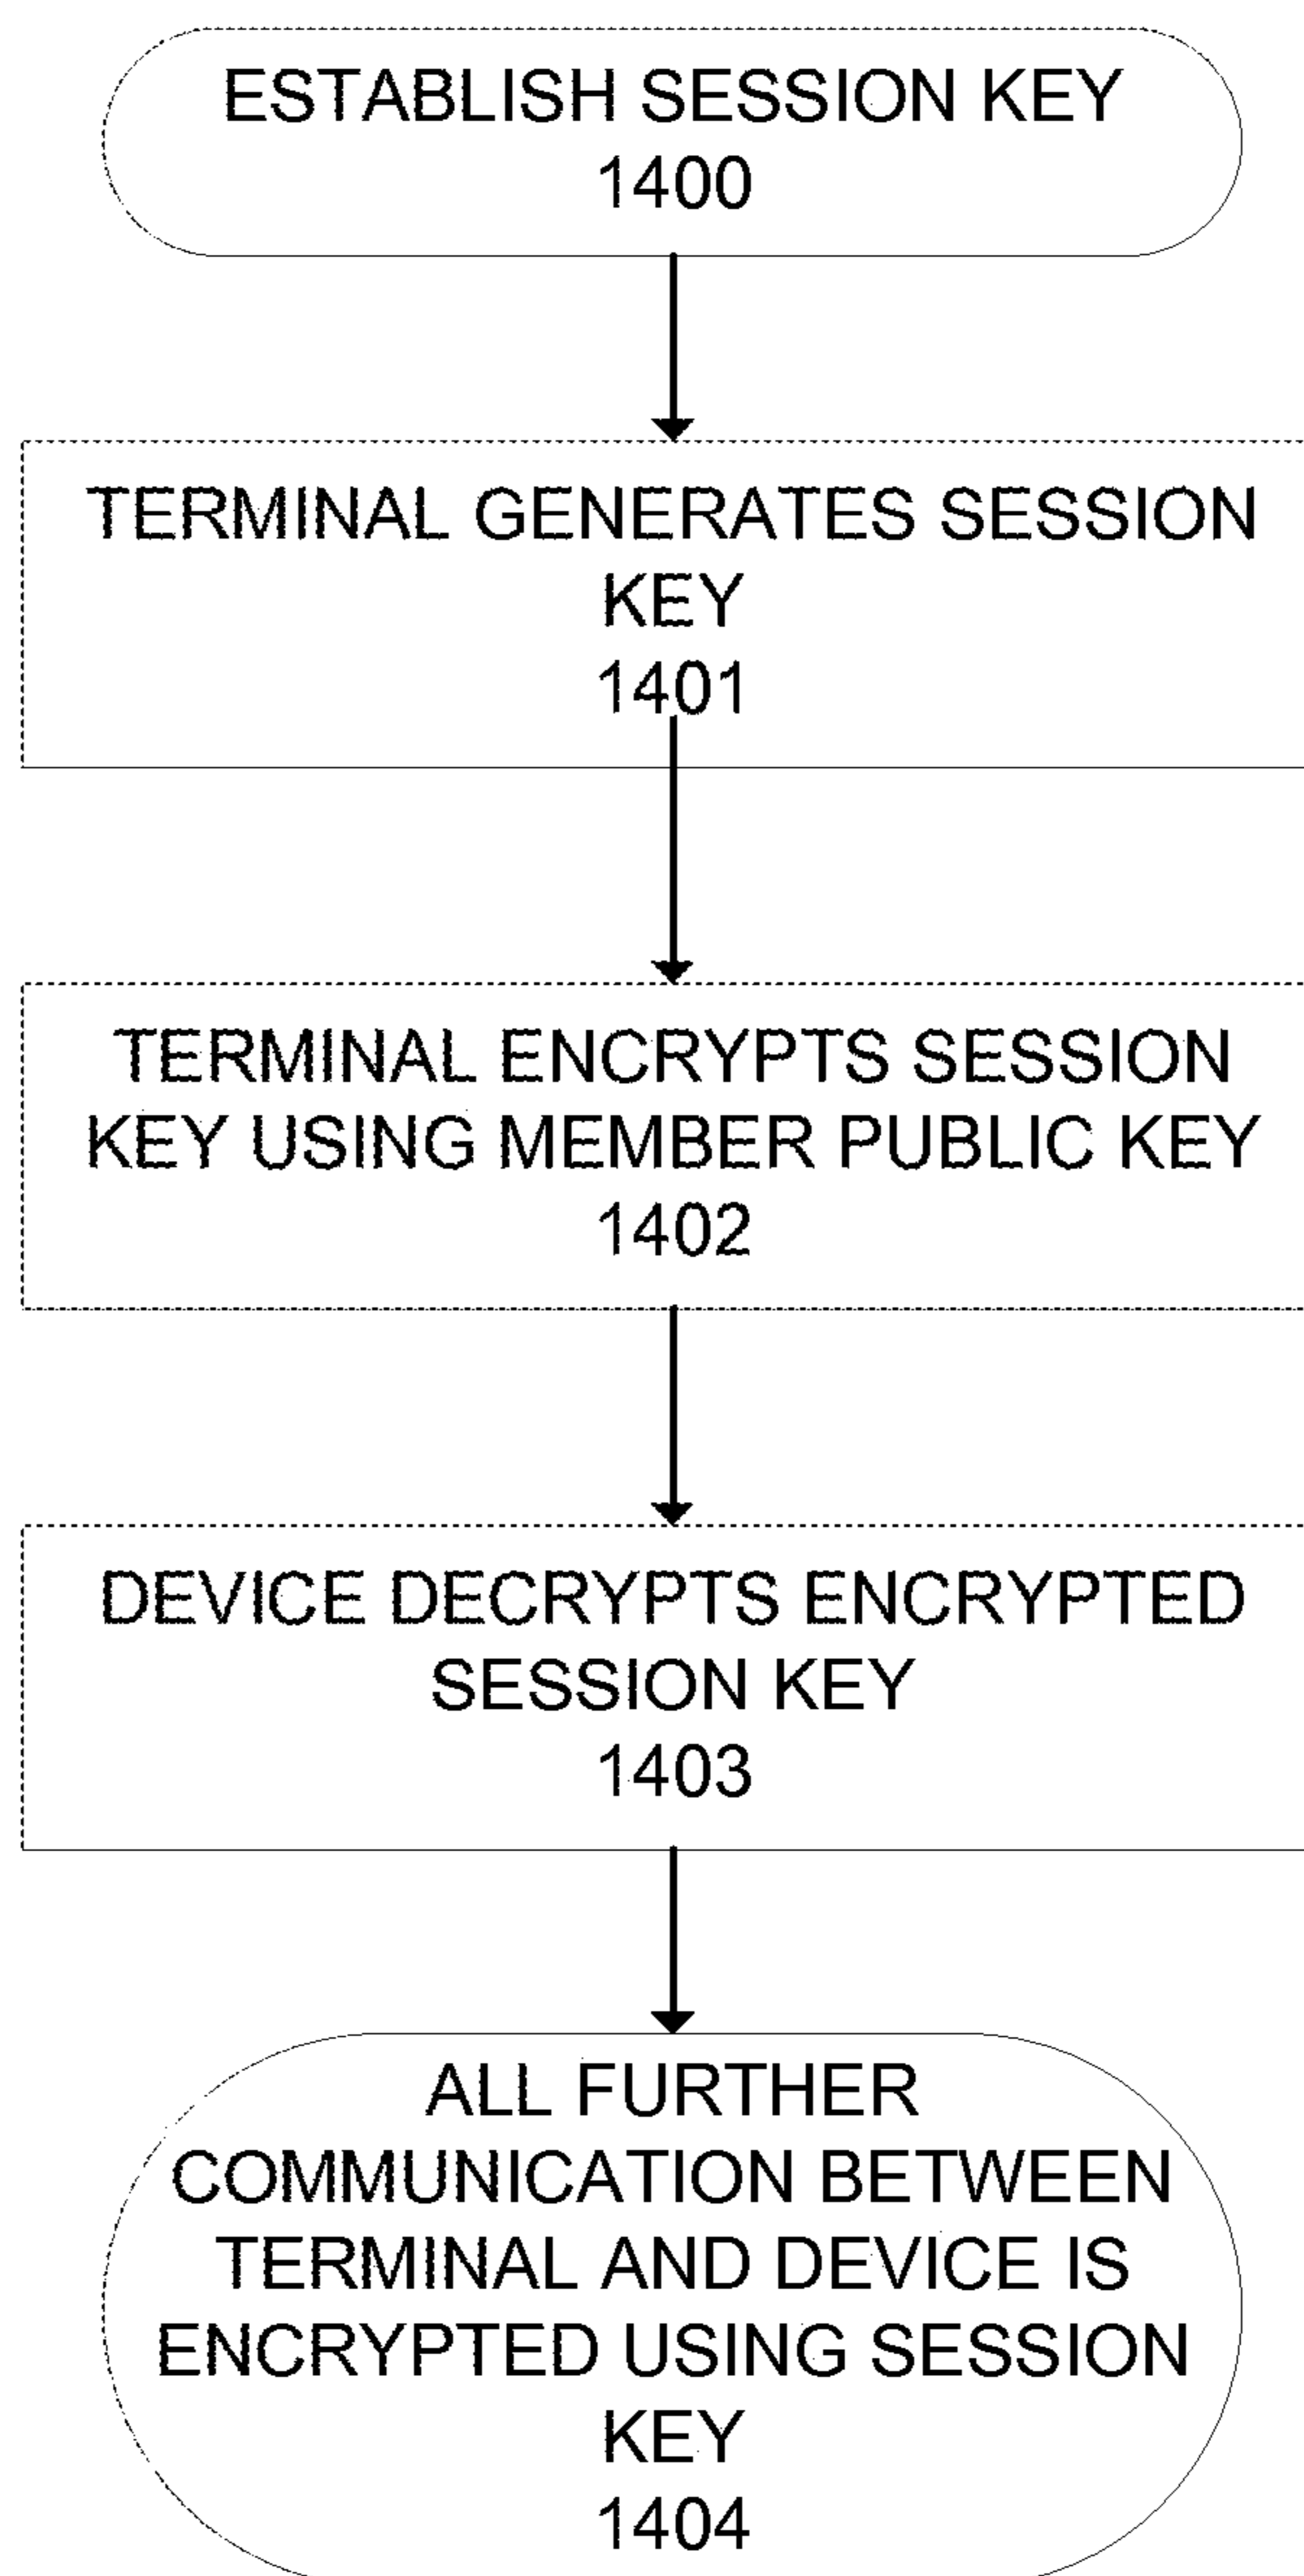 ESTABLISH SESSION KEY
1400
TERMINAL GENERATES SESSION
KEY
1401
TERMINAL ENCRYPTS SESSION
KEY USING MEMBER PUBLIC KEY
1402
DEVICE DECRYPTS ENCRYPTED
SESSION KEY
1403
ALL FURTHER
COMMUNICATION BETWEEN
TERMINAL AND DEVICE IS
ENCRYPTED USING SESSION
KEY
1404